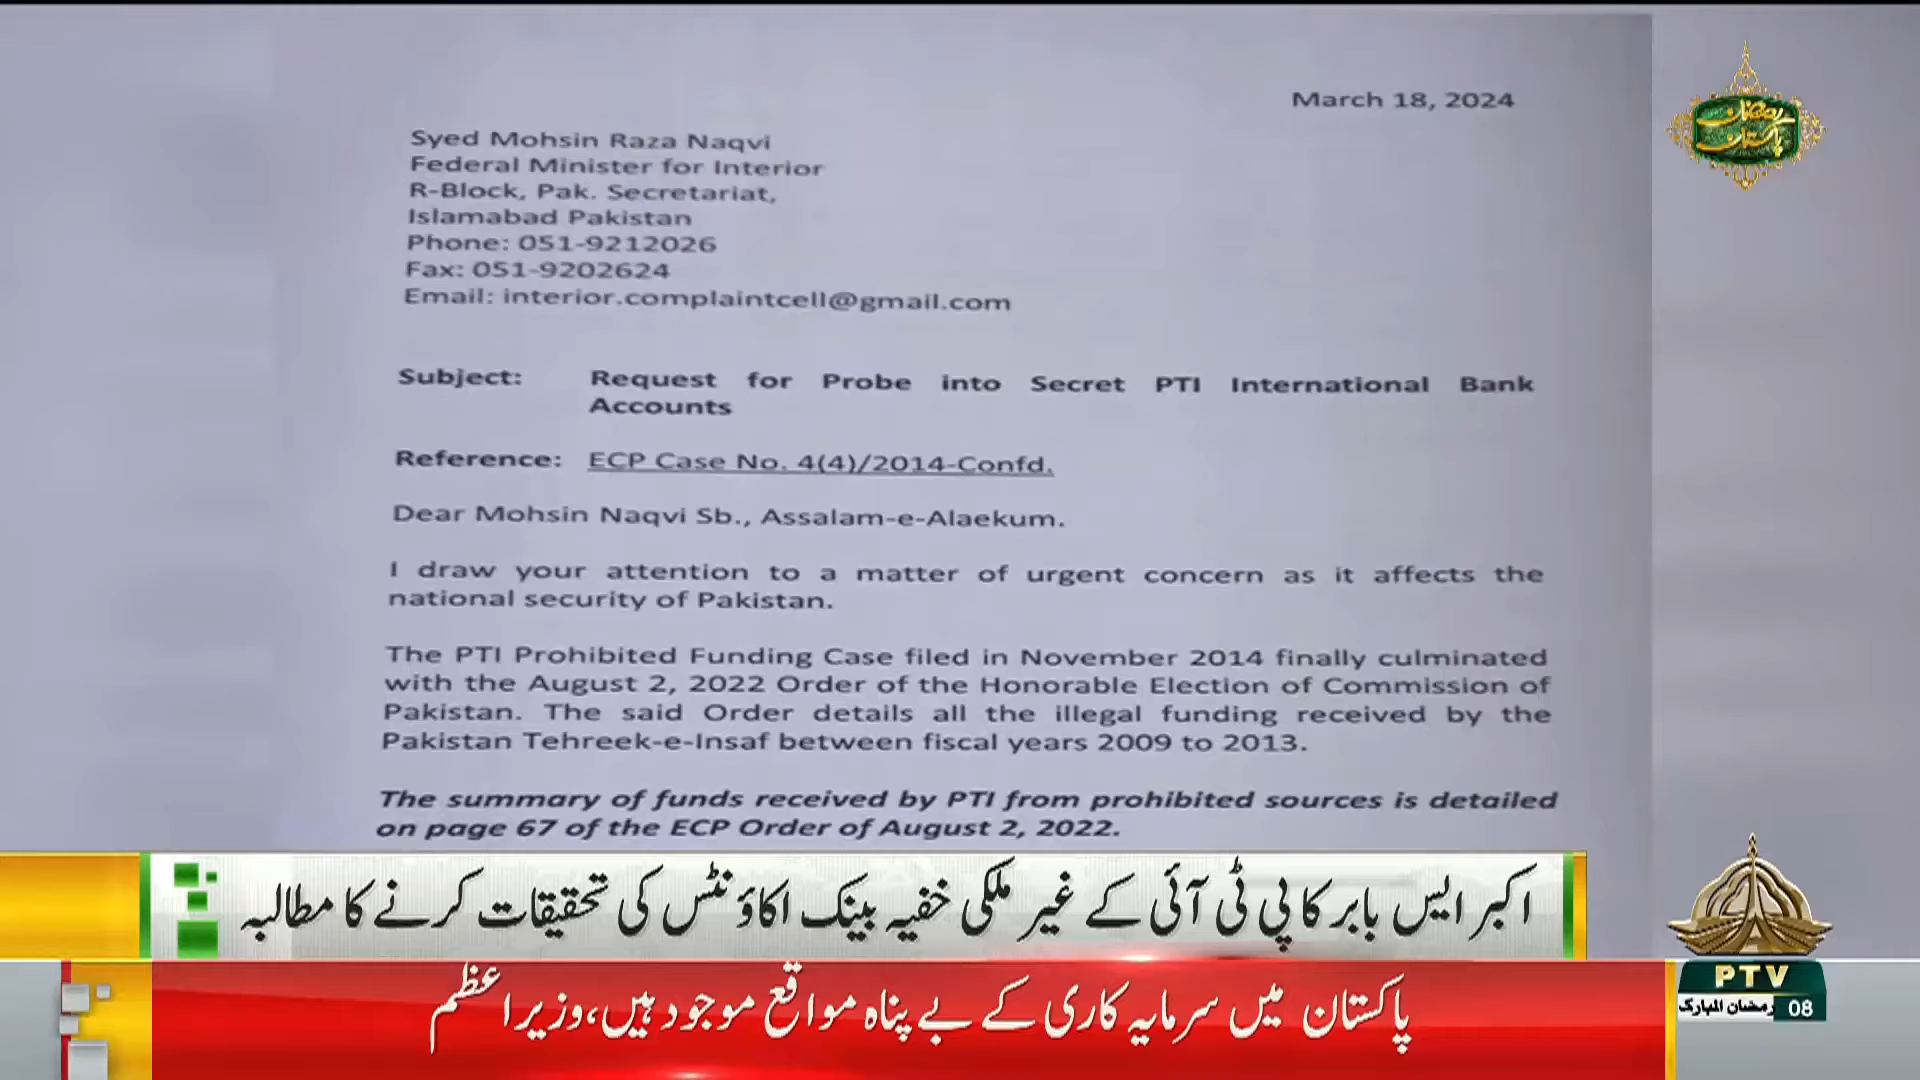 March 18, 2024
Syed Mohsin Raza Naqvi
Federal Minister for Interior
R-Block, Pak. Secretariat,
Islamabad Pakistan
Phone: 051-9212026
Fax: 051-9202624
Email: interior.complaintcell@gmail.com
Subject: Request for Probe into Secret PTI International Bank
Accounts
Reference: ECP Case No. 4(4)/2014-Confd.
Dear Mohsin Naqvi Sb., Assalam-e-Alaekum.
I draw your attention to a matter of urgent concern as it affects the
national security of Pakistan.
The PTI Prohibited Funding Case filed in November 2014 finally culminated
with the August 2, 2022 Order of the Honorable Election of Commission of
Pakistan. The said Order details all the illegal funding received by the
Pakistan Tehreek-e-Insaf between fiscal years 2009 to 2013.
The summary of funds received by PTI from prohibited sources is detailed
on page 67 of the ECP Order of August 2, 2022.
رمضان پاکستان
اکبر ایس بابر کا پی ٹی آئی کے غیر ملکی خفیہ بینک اکاؤنٹس کی تحقیقات کرنے کا مطالبہ
پاکستان میں سرمایہ کاری کے بے پناہ مواقع موجود ہیں،وزیراعظم
PTV
رمضان المبارک 08